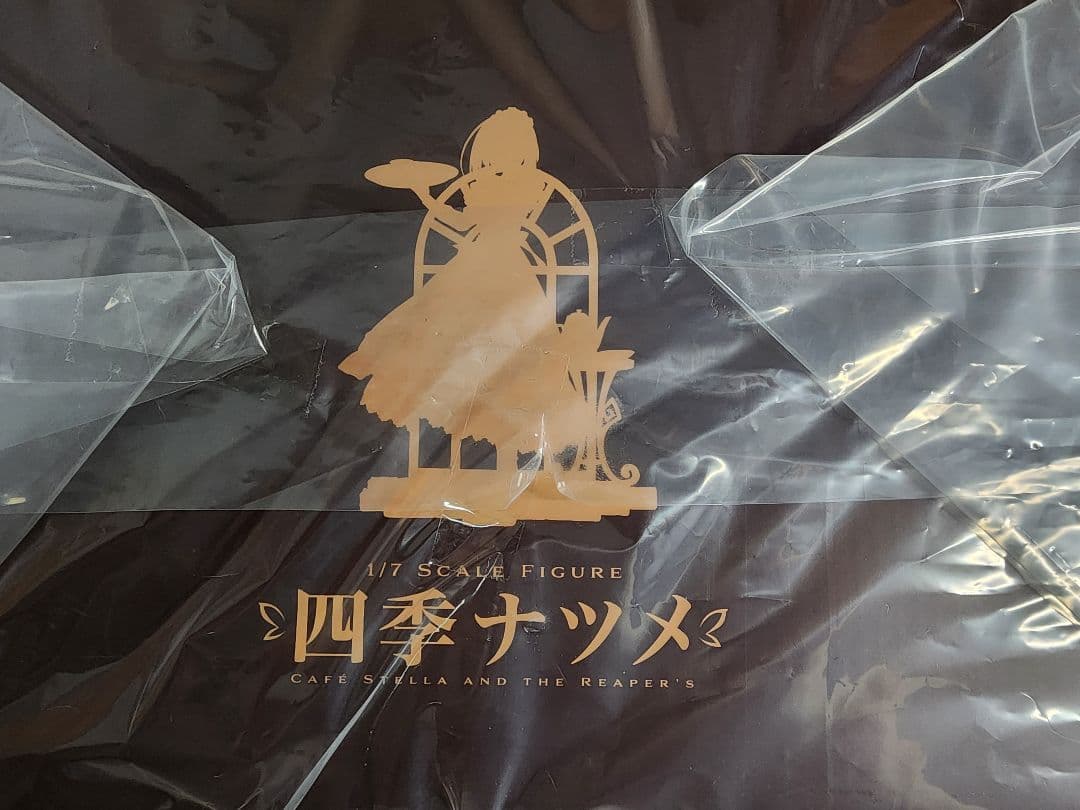 1/7 Scale Figure
四季ナツメ
Café Stella and the Reaper's